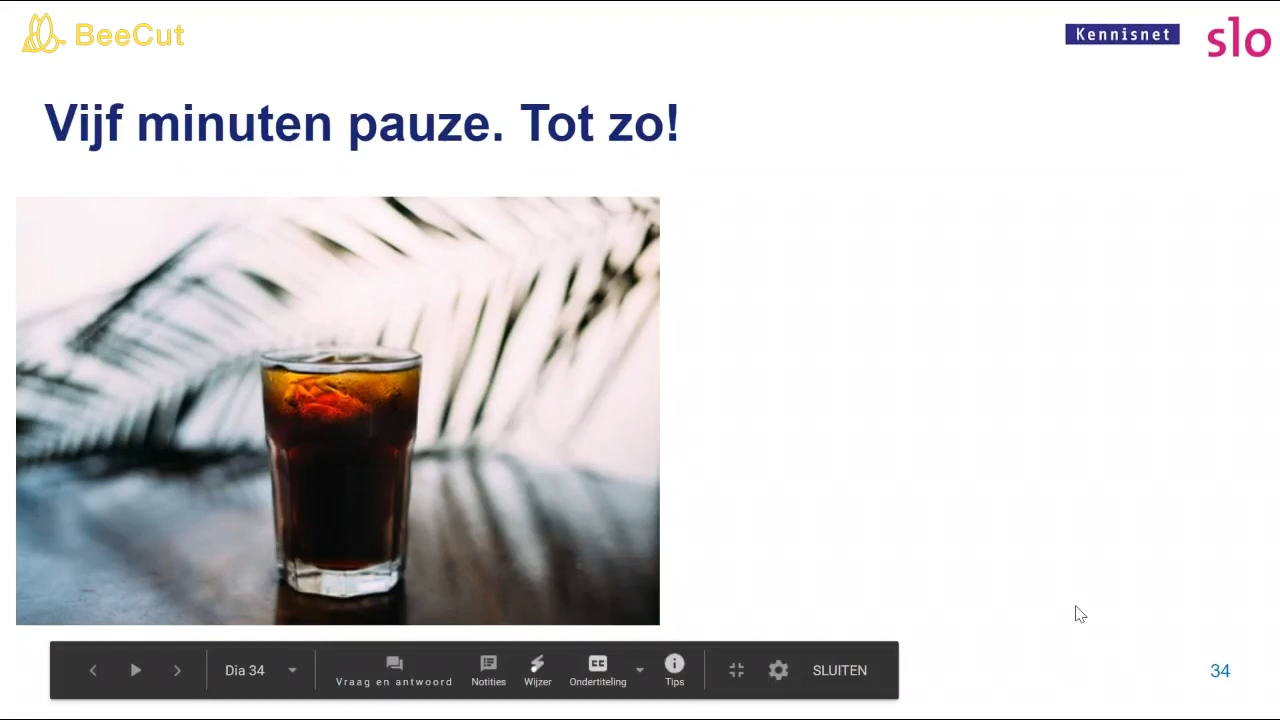 BeeCut
Kennisnet
slo
Vijf minuten pauze. Tot zo!
Dia 34
Vraag en antwoord
Notities
Wijzer
CC
Ondertiteling
Tips
SLUITEN
34